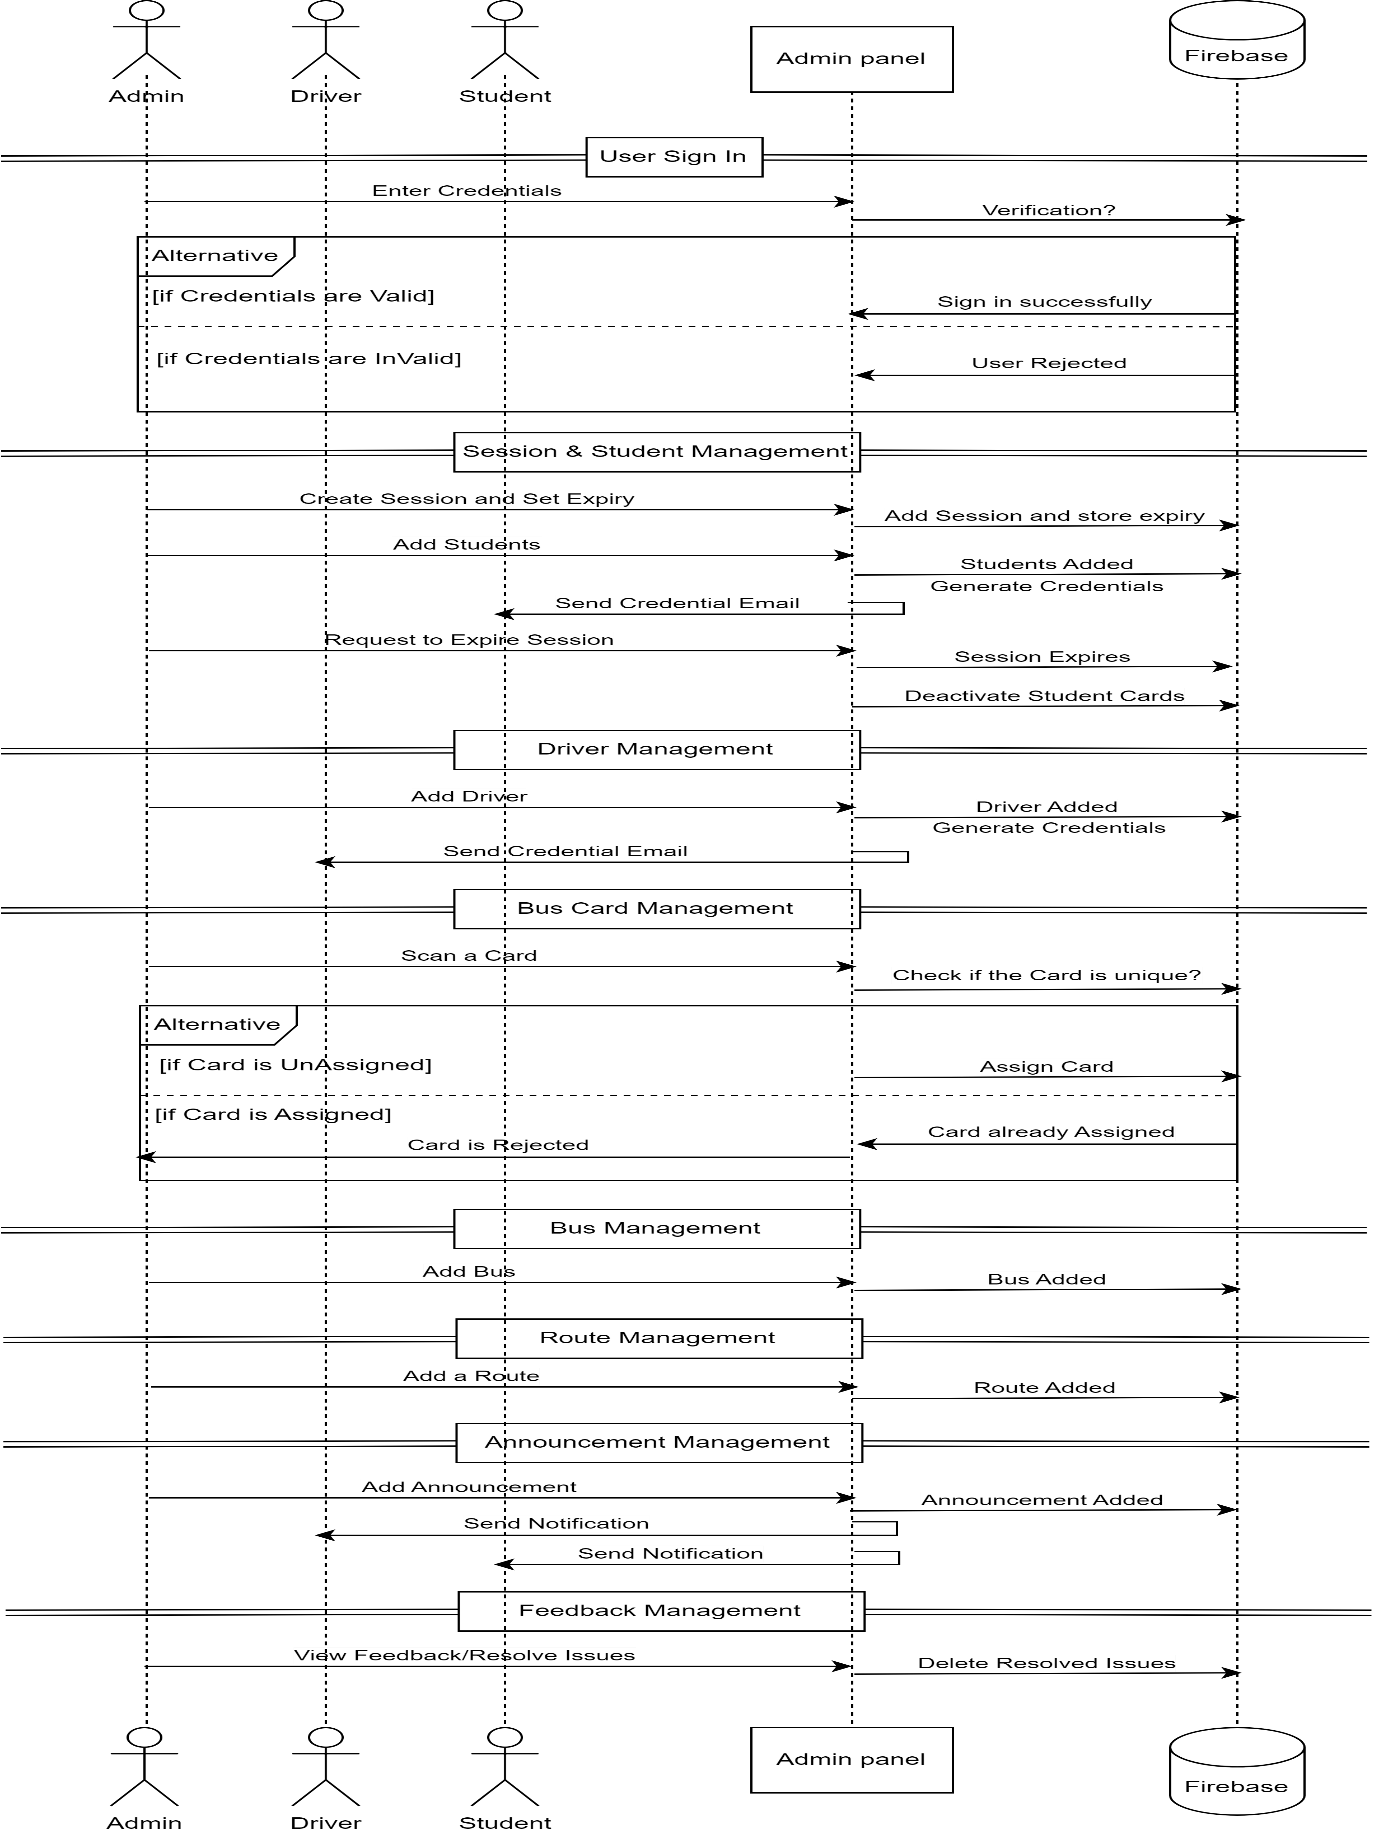 Admin
Driver
Student
Admin panel
Firebase
User Sign In
Enter Credentials
Verification?
Alternative
[if Credentials are Valid]
Sign in successfully
[if Credentials are InValid]
User Rejected
Session & Student Management
Create Session and Set Expiry
Add Session and store expiry
Add Students
Students Added
Generate Credentials
Send Credential Email
Request to Expire Session
Session Expires
Deactivate Student Cards
Driver Management
Add Driver
Driver Added
Generate Credentials
Send Credential Email
Bus Card Management
Scan a Card
Check if the Card is unique?
Alternative
[if Card is UnAssigned]
Assign Card
[if Card is Assigned]
Card already Assigned
Card is Rejected
Bus Management
Add Bus
Bus Added
Route Management
Add a Route
Route Added
Announcement Management
Add Announcement
Announcement Added
Send Notification
Send Notification
Feedback Management
View Feedback/Resolve Issues
Delete Resolved Issues
Admin
Driver
Student
Admin panel
Firebase